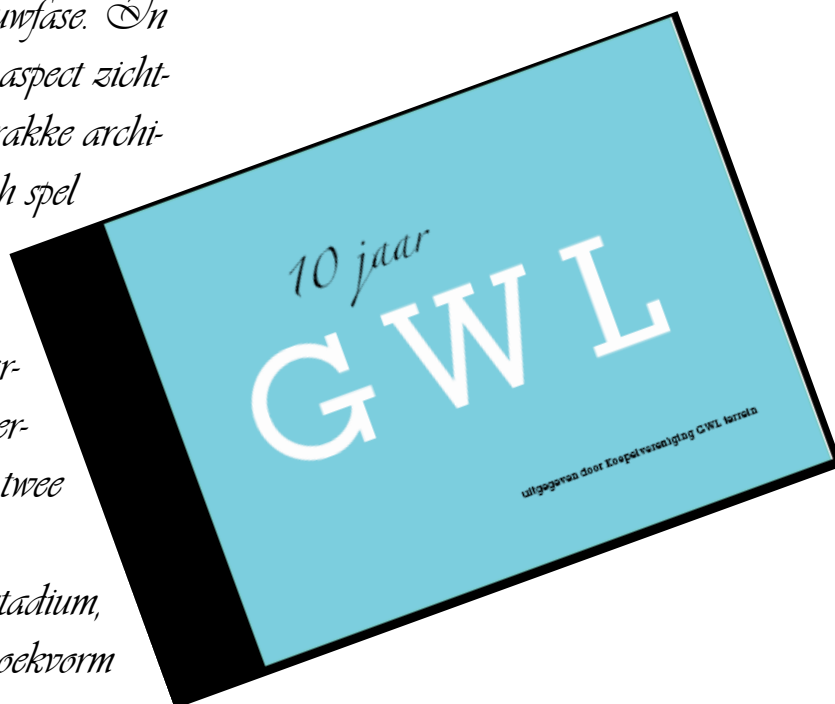 uwfase. In
aspect zicht-
rakke archi-
h spel
r-
er-
twee
tadium,
oekvorm
10 jaar
GWL
uitgegeven door Koepelvereniging GWL terrein